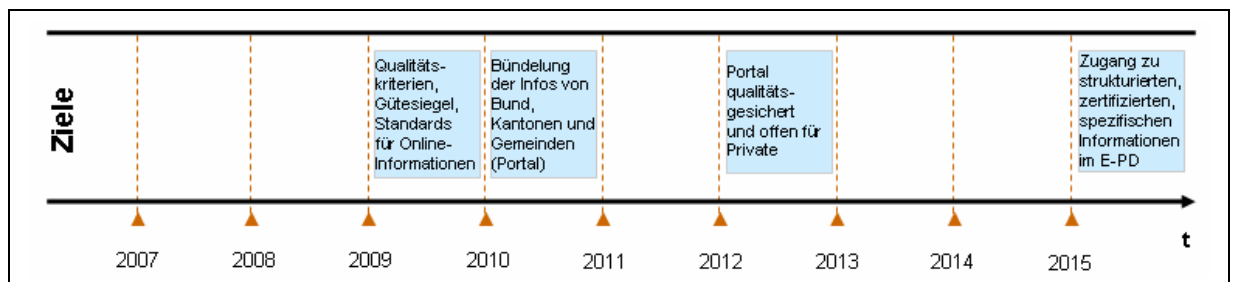 Ziele
Qualitäts-
kriterien,
Gütesiegel,
Standards
für Online-
Informationen
Bündelung
der Infos von
Bund,
Kantonen und
Gemeinden
(Portal)
Portal
qualitäts-
gesichert
und offen für
Private
Zugang zu
strukturierten,
zertifizierten,
spezifischen
Informationen
im E-PD
t
2007
2008
2009
2010
2011
2012
2013
2014
2015